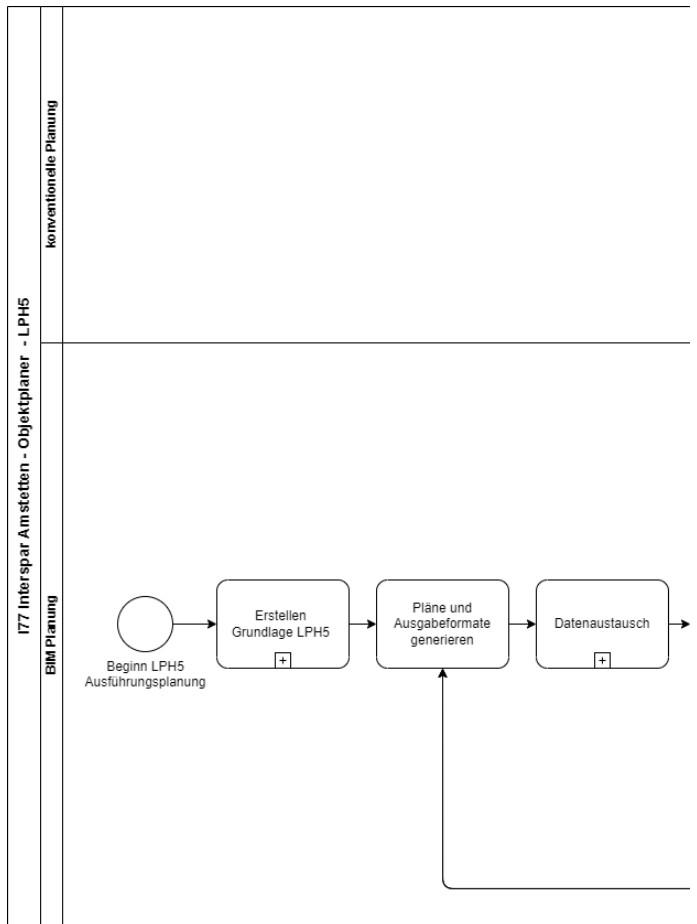 I77 Interspar Amstetten - Objektplaner - LPH5
konventionelle Planung
BIM Planung
Beginn LPH5
Ausführungsplanung
Erstellen
Grundlage LPH5
Pläne und
Ausgabeformate
generieren
Datenaustausch